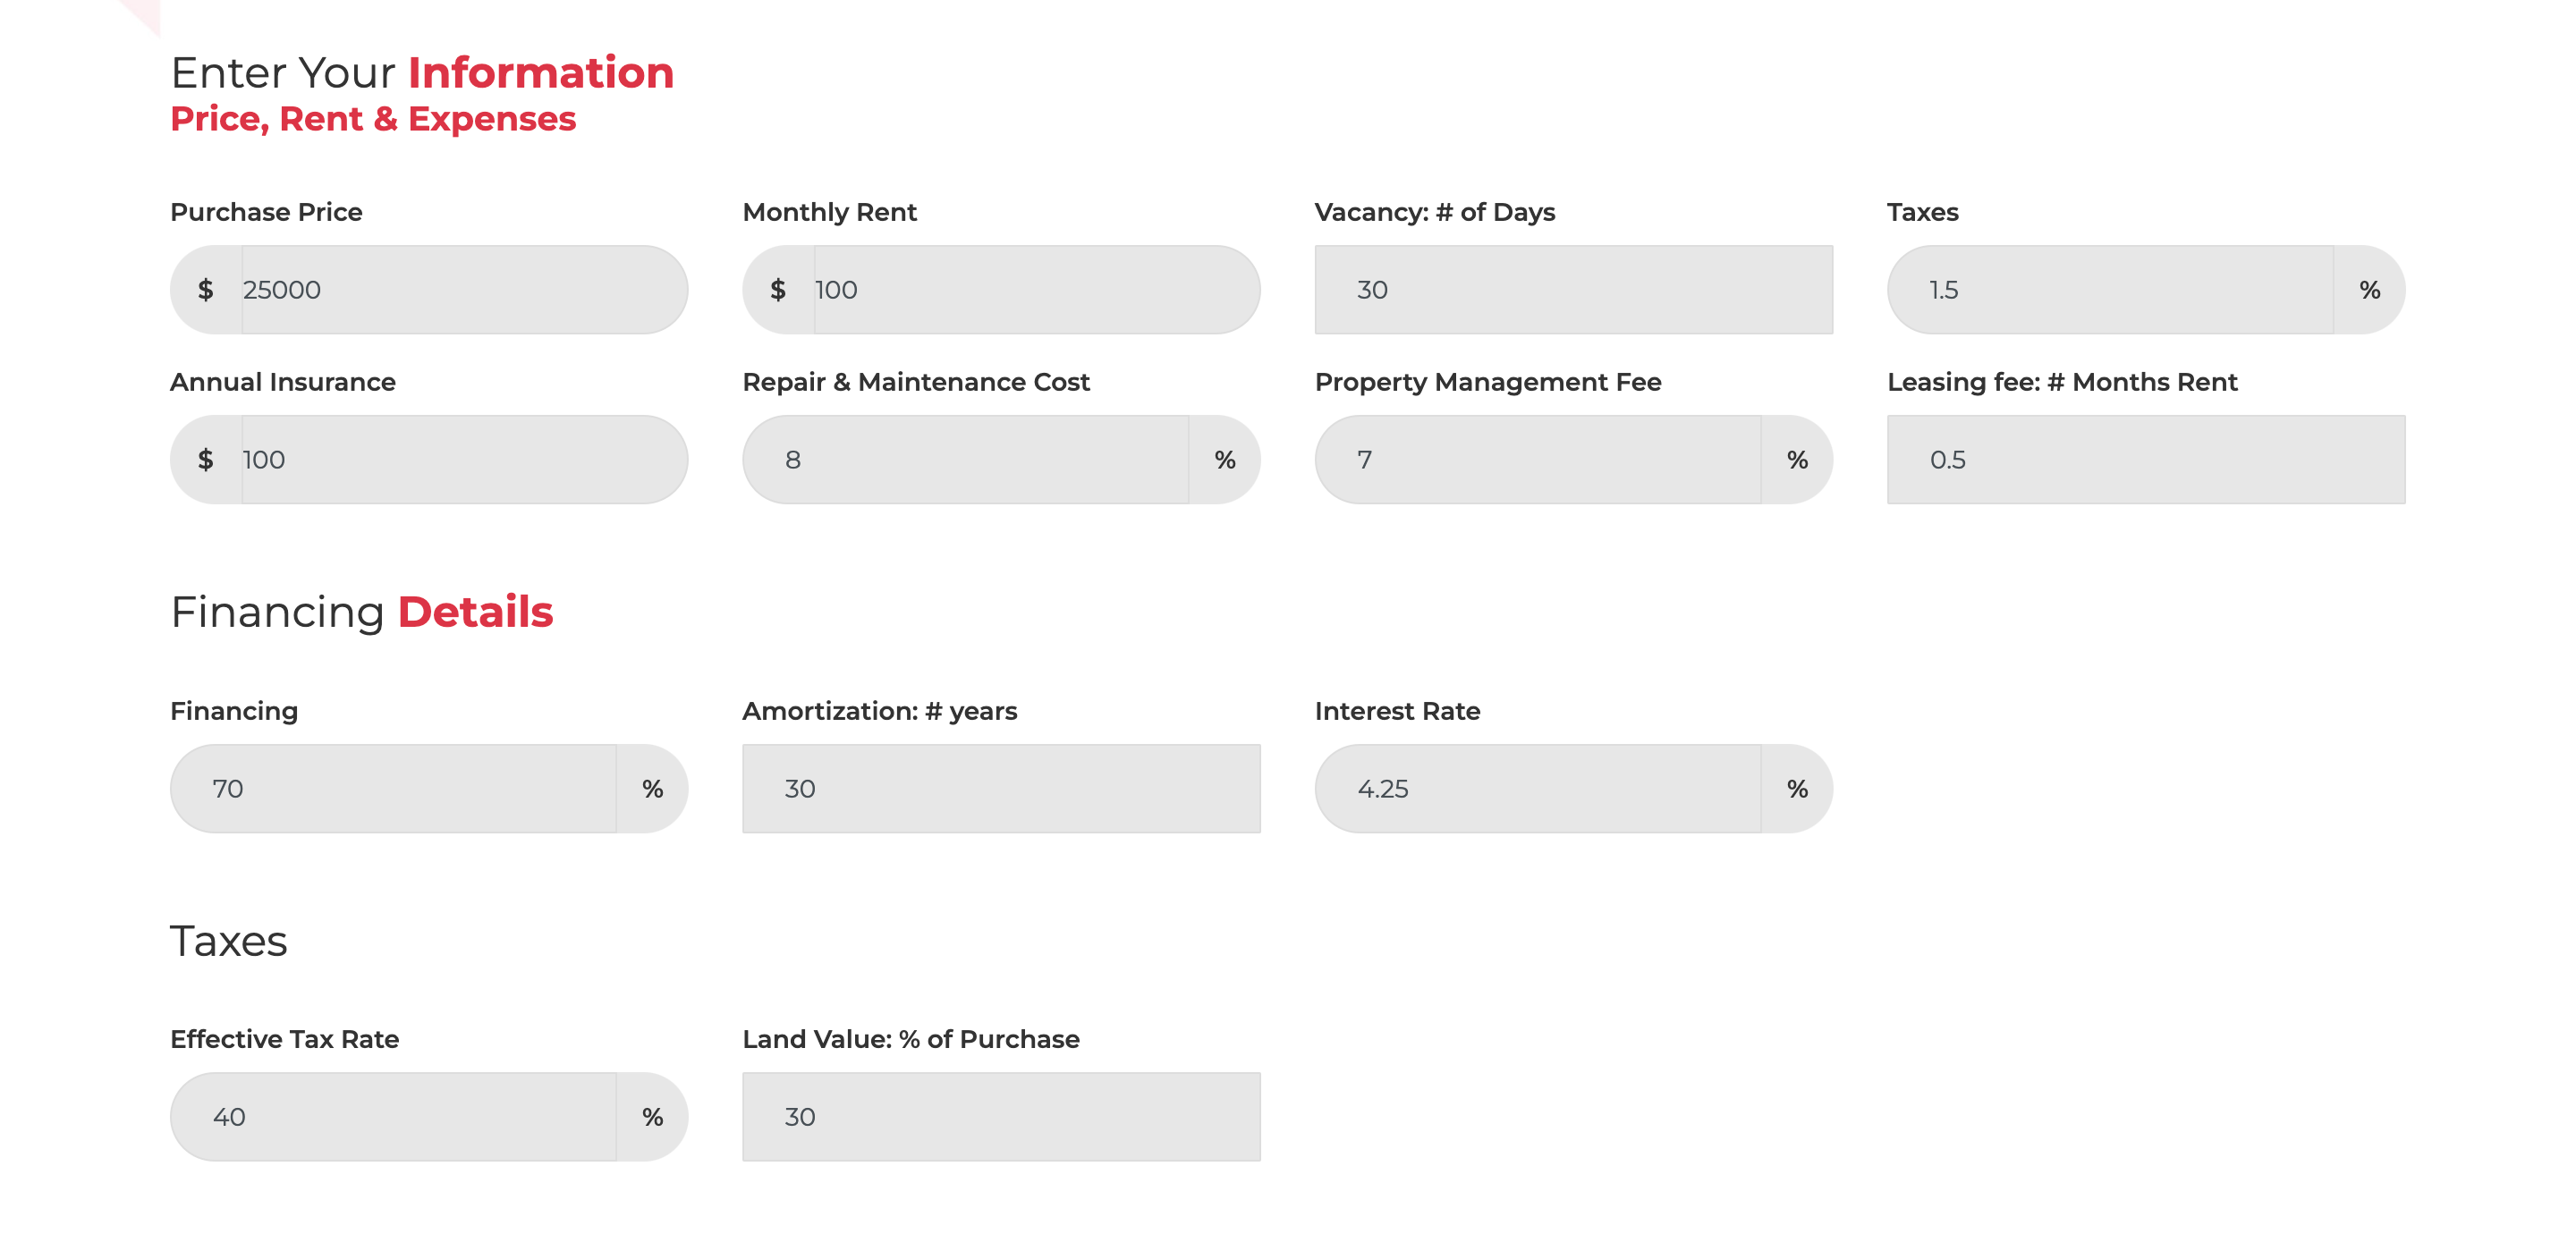 Enter Your Information
Price, Rent & Expenses
Purchase Price
Monthly Rent
Vacancy: # of Days
Taxes
$ 25000
$ 100
30
1.5 %
Annual Insurance
Repair & Maintenance Cost
Property Management Fee
Leasing fee: # Months Rent
$ 100
8 %
7 %
0.5
Financing Details
Financing
Amortization: # years
Interest Rate
70 %
30
4.25 %
Taxes
Effective Tax Rate
Land Value: % of Purchase
40 %
30